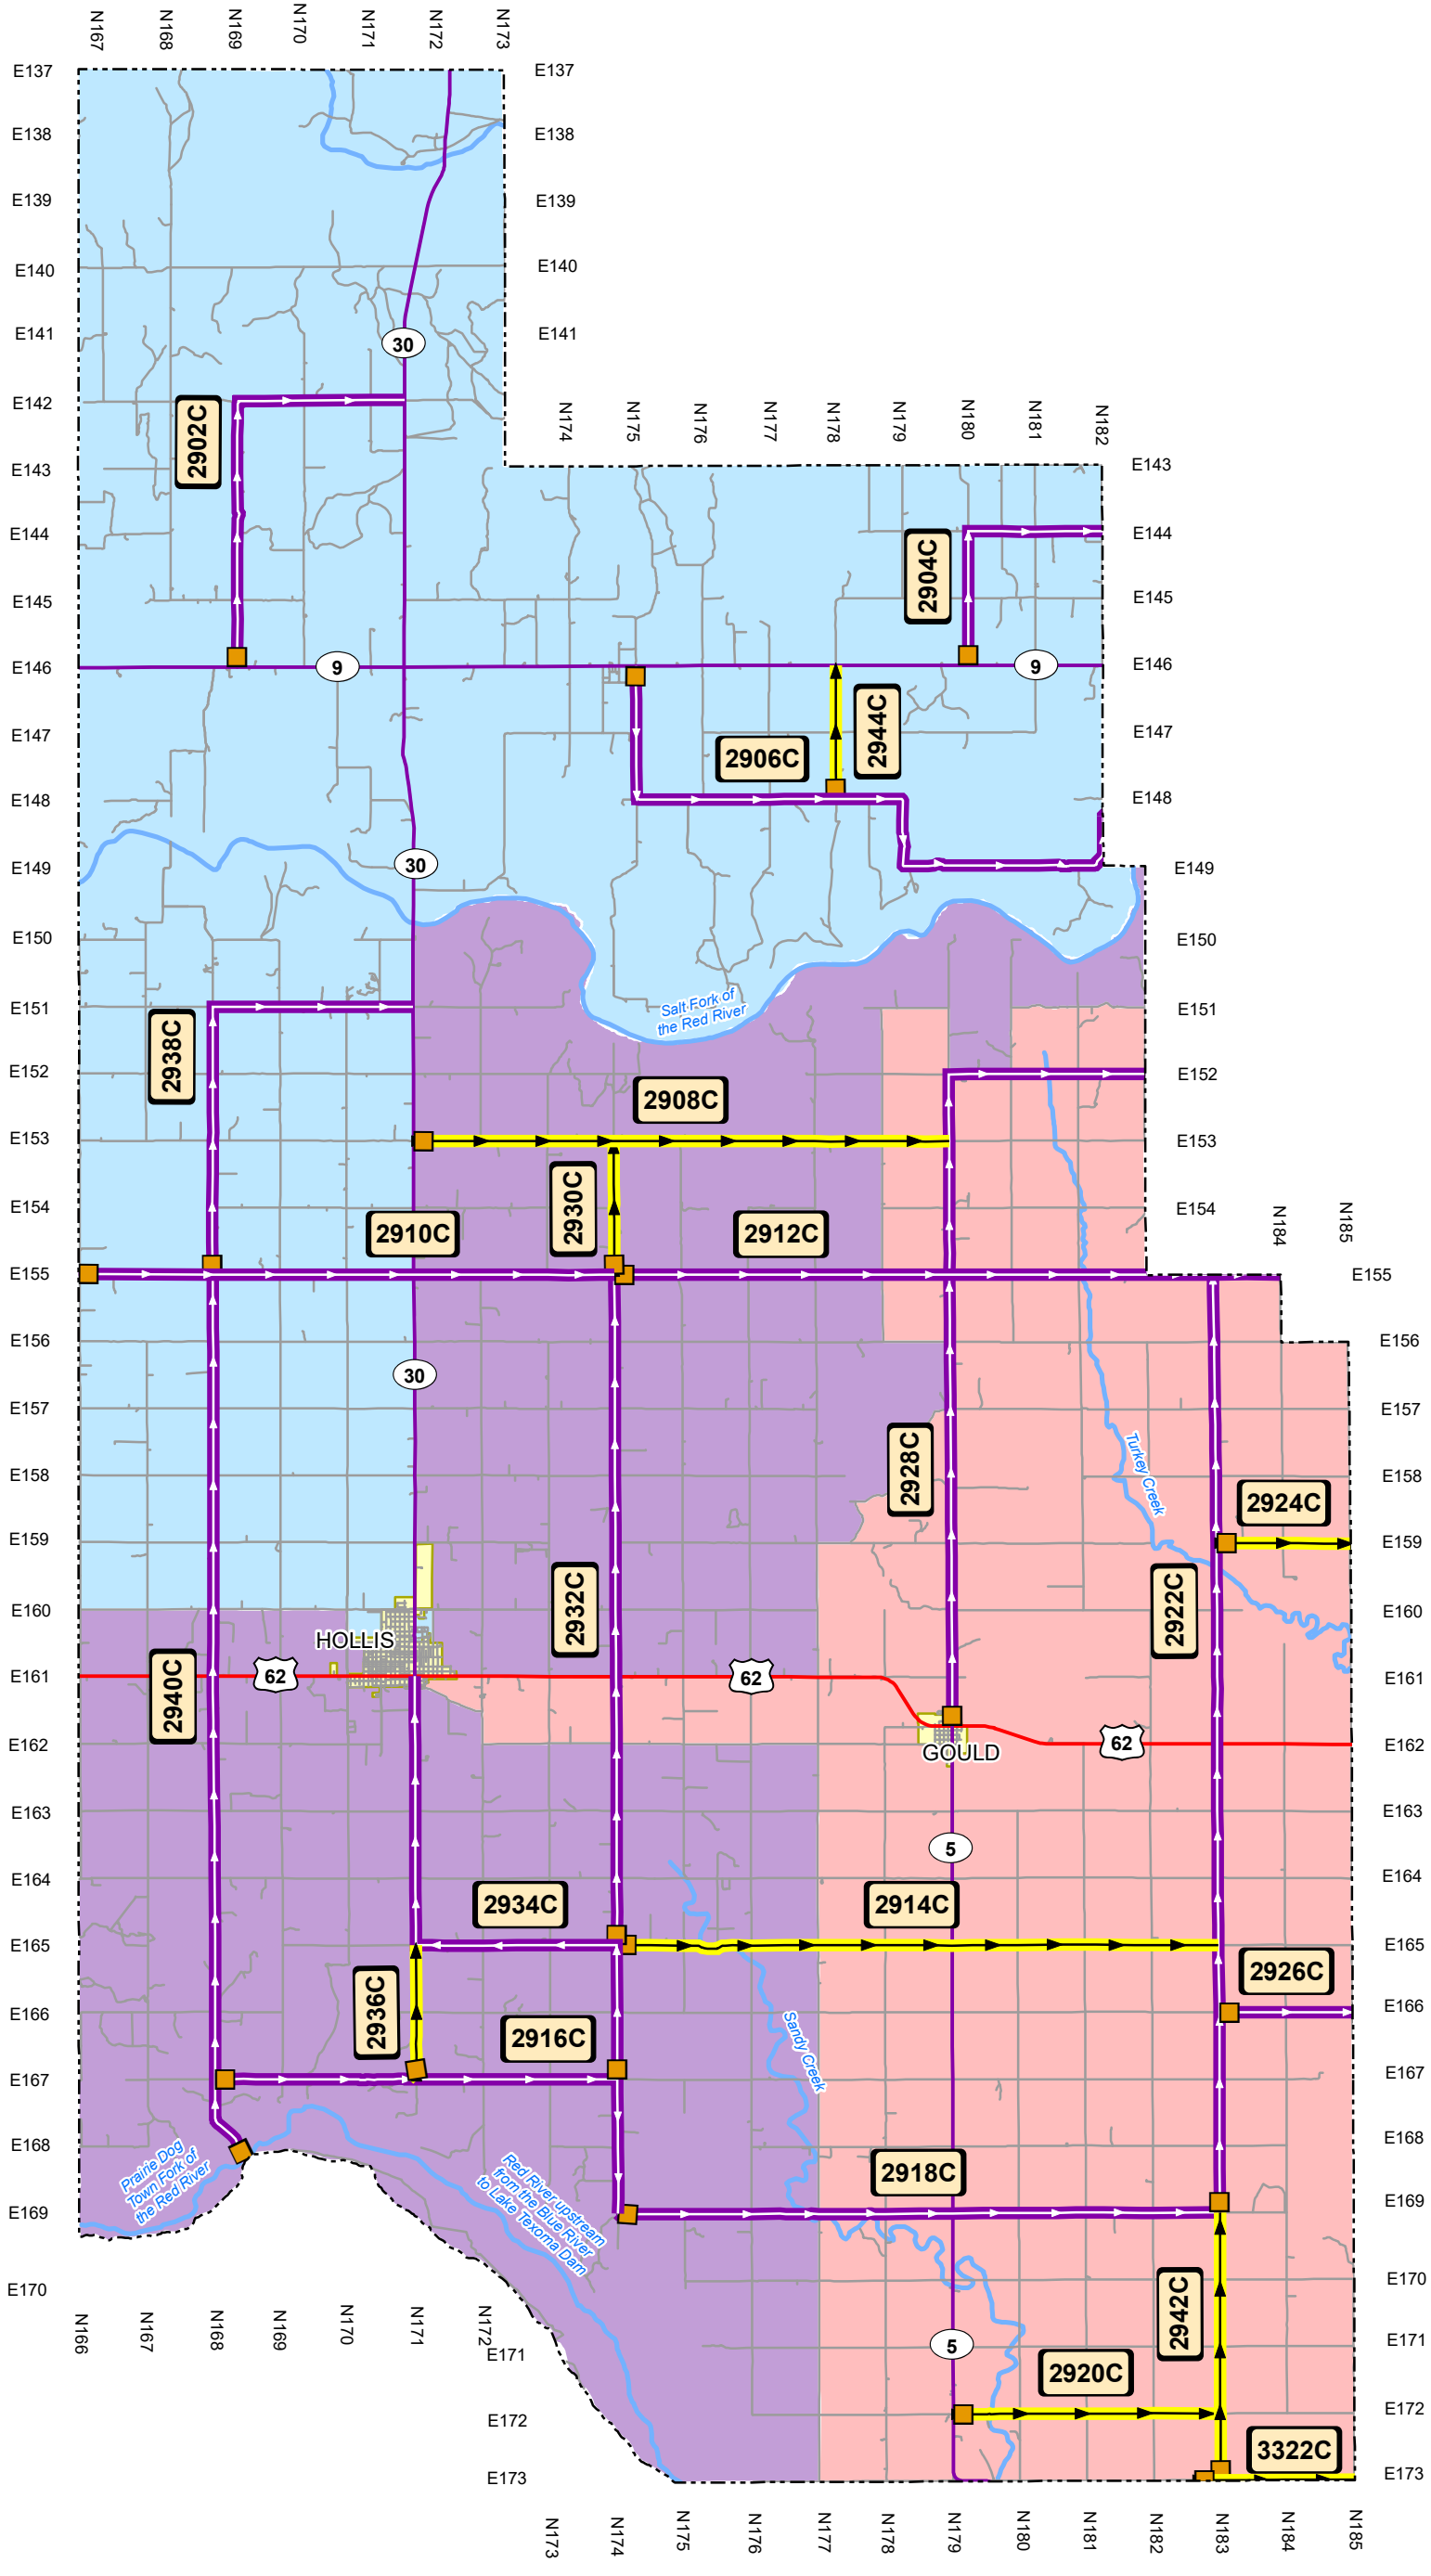 N167
N168
N169
N170
N171
N172
N173
E137
E137
E138
E138
E139
E139
E140
E140
E141
E141
30
E142
2902C
N174
N175
N176
N177
N178
N179
N180
N181
N182
E143
E143
E144
E144
2904C
E145
E145
E146
9
9
E146
2944C
E147
E147
2906C
E148
E148
30
E149
E149
E150
E150
Salt Fork of
the Red River
E151
E151
2938C
E152
E152
2908C
E153
E153
2930C
E154
E154
N184
N185
2910C
2912C
E155
E155
E156
E156
30
E157
E157
2928C
Turkey Creek
E158
E158
2924C
E159
E159
2932C
2922C
E160
E160
HOLLIS
2940C
E161
62
62
E161
E162
GOULD
62
E162
E163
E163
5
E164
E164
2934C
2914C
E165
E165
2926C
2936C
E166
E166
2916C
Sandy Creek
E167
E167
E168
E168
Prairie Dog
Town Fork of
the Red River
Red River upstream
from the Blue River
to Lake Texoma Dam
2918C
E169
E169
E170
E170
2942C
N166
N167
N168
N169
N170
N171
N172
E171
5
E171
2920C
E172
E172
3322C
E173
E173
N173
N174
N175
N176
N177
N178
N179
N180
N181
N182
N183
N184
N185